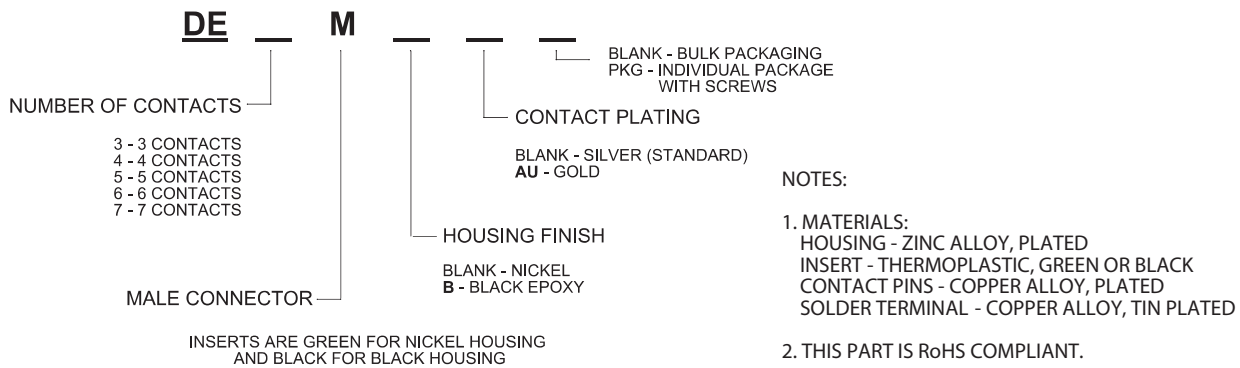 DE _ M _ _ _
BLANK - BULK PACKAGING
PKG - INDIVIDUAL PACKAGE
WITH SCREWS
NUMBER OF CONTACTS
3 - 3 CONTACTS
4 - 4 CONTACTS
5 - 5 CONTACTS
6 - 6 CONTACTS
7 - 7 CONTACTS
CONTACT PLATING
BLANK - SILVER (STANDARD)
AU - GOLD
HOUSING FINISH
BLANK - NICKEL
B - BLACK EPOXY
MALE CONNECTOR
INSERTS ARE GREEN FOR NICKEL HOUSING
AND BLACK FOR BLACK HOUSING
NOTES:
1. MATERIALS:
HOUSING - ZINC ALLOY, PLATED
INSERT - THERMOPLASTIC, GREEN OR BLACK
CONTACT PINS - COPPER ALLOY, PLATED
SOLDER TERMINAL - COPPER ALLOY, TIN PLATED
2. THIS PART IS RoHS COMPLIANT.